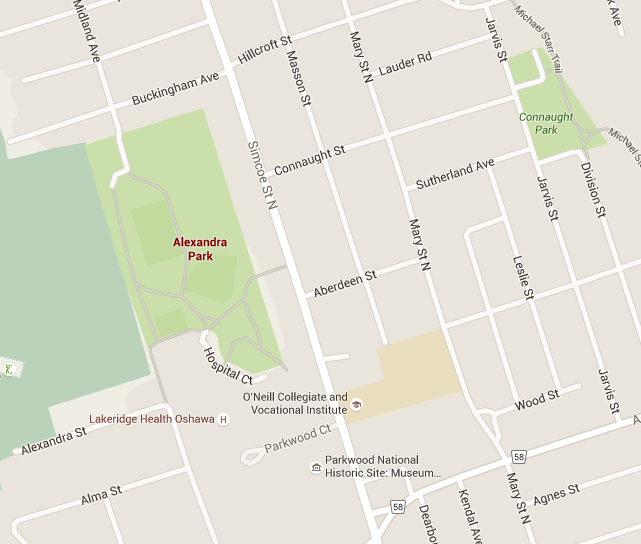 Midland Ave
Hillcroft St
Buckingham Ave
Masson St
Mary St N
Lauder Rd
Jarvis St
Michael Starr Trail
Connaught
Park
Michael Sta
Simcoe St N
Connaught St
Sutherland Ave
Jarvis St
Division St
Alexandra
Park
Mary St N
Aberdeen St
Leslie St
Hospital Ct
Jarvis St
O'Neill Collegiate and
Vocational Institute
Wood St
Lakeridge Health Oshawa
H
Alexandra St
Parkwood Ct
Parkwood National
Historic Site: Museum...
58
Alma St
58
Mary St N
Agnes St
Kendal Ave
Dearbo